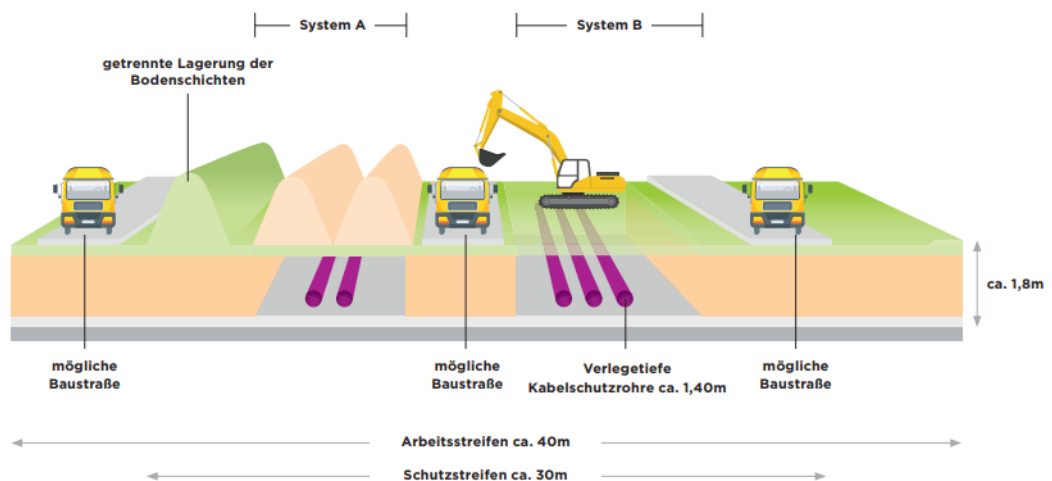 System A
System B
getrennte Lagerung der
Bodenschichten
ca. 1,8m
mögliche
Baustraße
mögliche
Baustraße
Verlegetiefe
Kabelschutzrohre ca. 1,40m
mögliche
Baustraße
Arbeitsstreifen ca. 40m
Schutzstreifen ca. 30m